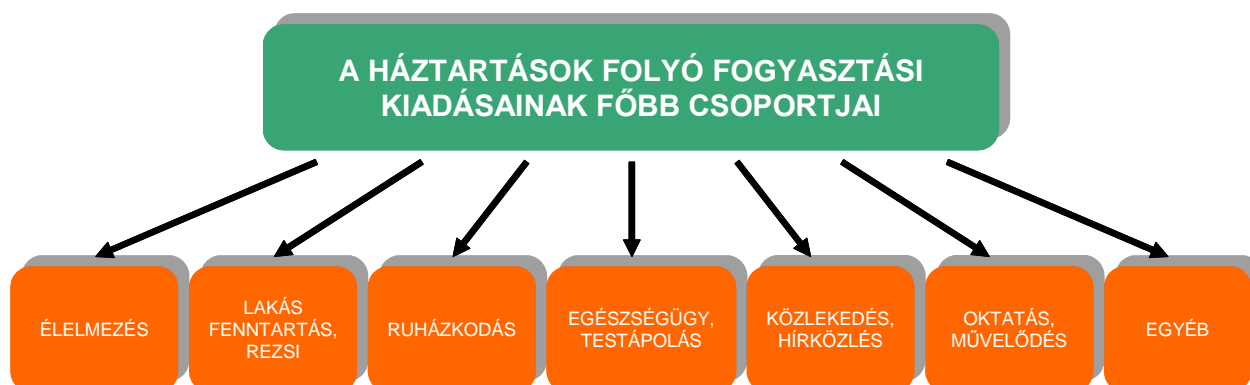 A HÁZTARTÁSOK FOLYÓ FOGYASZTÁSI
KIADÁSAINAK FŐBB CSOPORTJAI
ÉLELMEZÉS
LAKÁS
FENNTARTÁS,
REZSI
RUHÁZKODÁS
EGÉSZSÉGÜGY,
TESTÁPOLÁS
KÖZLEKEDÉS,
HÍRKÖZLÉS
OKTATÁS,
MŰVELŐDÉS
EGYÉB